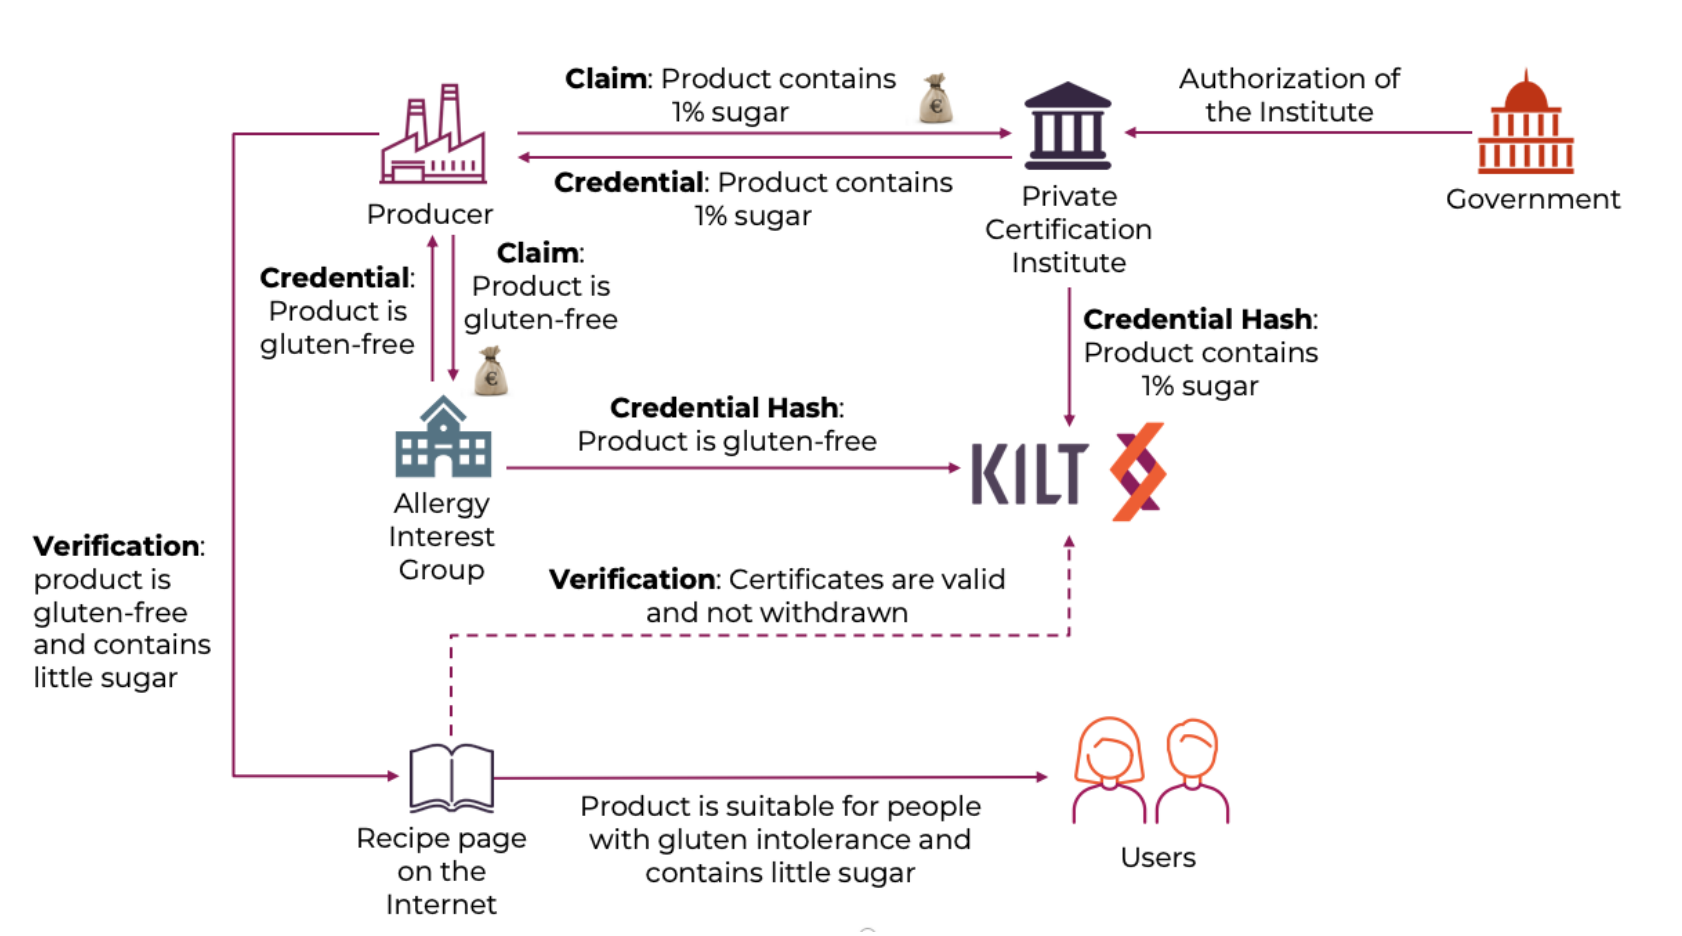 Claim: Product contains
1% sugar
€
Authorization of
the Institute
Credential: Product contains
1% sugar
Producer
Private
Certification
Institute
Government
Credential:
Product is
gluten-free
Claim:
Product is
gluten-free
€
Credential Hash:
Product contains
1% sugar
Credential Hash:
Product is gluten-free
KILT
Allergy
Interest
Group
Verification:
product is
gluten-free
and contains
little sugar
Verification: Certificates are valid
and not withdrawn
Recipe page
on the
Internet
Product is suitable for people
with gluten intolerance and
contains little sugar
Users